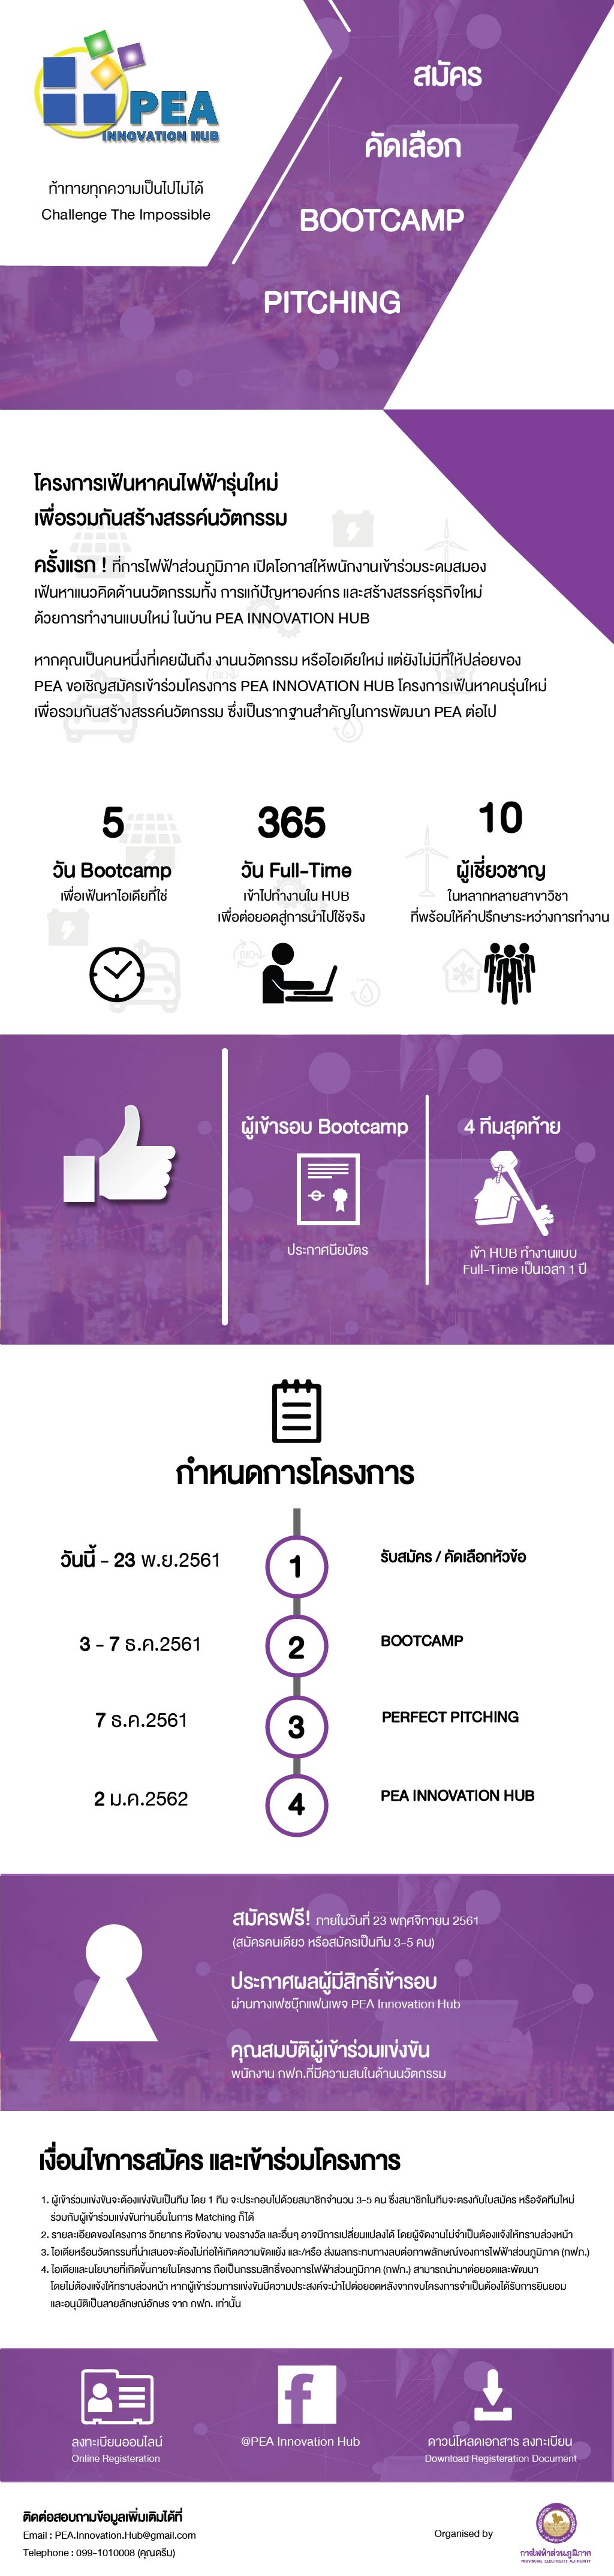 PEA
INNOVATION HUB
ท้าทายทุกความเป็นไปไม่ได้
Challenge The Impossible
สมัคร
คัดเลือก
BOOTCAMP
PITCHING
โครงการเฟ้นหาคนไฟฟ้ารุ่นใหม่
เพื่อรวมกันสร้างสรรค์นวัตกรรม
ครั้งแรก ! ที่การไฟฟ้าส่วนภูมิภาค เปิดโอกาสให้พนักงานเข้าร่วมระดมสมอง
เฟ้นหาแนวคิดด้านนวัตกรรมทั้ง การแก้ปัญหาองค์กร และสร้างสรรค์ธุรกิจใหม่
ด้วยการทำงานแบบใหม่ ในบ้าน PEA INNOVATION HUB
หากคุณเป็นคนหนึ่งที่เคยฝันถึง งานนวัตกรรม หรือไอเดียใหม่ แต่ยังไม่มีที่ให้ปล่อยของ
PEA ขอเชิญสมัครเข้าร่วมโครงการ PEA INNOVATION HUB โครงการเฟ้นหาคนรุ่นใหม่
เพื่อรวมกันสร้างสรรค์นวัตกรรม ซึ่งเป็นรากฐานสำคัญในการพัฒนา PEA ต่อไป
5
วัน Bootcamp
เพื่อเฟ้นหาไอเดียที่ใช่
365
วัน Full-Time
เข้าไปทำงานใน HUB
เพื่อต่อยอดสู่การนำไปใช้จริง
10
ผู้เชี่ยวชาญ
ในหลากหลายสาขาวิชา
ที่พร้อมให้คำปรึกษาระหว่างการทำงาน
BIO
ผู้เข้ารอบ Bootcamp
ประกาศนียบัตร
4 ทีมสุดท้าย
เข้า HUB ทำงานแบบ
Full-Time เป็นเวลา 1 ปี
กำหนดการโครงการ
วันนี้ - 23 พ.ย.2561
1
รับสมัคร / คัดเลือกหัวข้อ
3 - 7 ธ.ค.2561
2
BOOTCAMP
7 ธ.ค.2561
3
PERFECT PITCHING
2 ม.ค.2562
4
PEA INNOVATION HUB
สมัครฟรี! ภายในวันที่ 23 พฤศจิกายน 2561
(สมัครคนเดียว หรือสมัครเป็นทีม 3-5 คน)
ประกาศผลผู้มีสิทธิ์เข้ารอบ
ผ่านทางเฟซบุ๊กแฟนเพจ PEA Innovation Hub
คุณสมบัติผู้เข้าร่วมแข่งขัน
พนักงาน กฟภ.ที่มีความสนในด้านนวัตกรรม
เงื่อนไขการสมัคร และเข้าร่วมโครงการ
1. ผู้เข้าร่วมแข่งขันจะต้องแข่งขันเป็นทีม โดย 1 ทีม จะประกอบไปด้วยสมาชิกจำนวน 3-5 คน ซึ่งสมาชิกในทีมจะตรงกับใบสมัคร หรือจัดทีมใหม่
ร่วมกับผู้เข้าร่วมแข่งขันท่านอื่นในการ Matching ก็ได้
2. รายละเอียดของโครงการ วิทยากร หัวข้องาน ของรางวัล และอื่นๆ อาจมีการเปลี่ยนแปลงได้ โดยผู้จัดงานไม่จำเป็นต้องแจ้งให้ทราบล่วงหน้า
3. ไอเดียหรือนวัตกรรมที่นำเสนอจะต้องไม่ก่อให้เกิดความขัดแย้ง และ/หรือ ส่งผลกระทบทางลบต่อภาพลักษณ์ของการไฟฟ้าส่วนภูมิภาค (กฟภ.)
4. ไอเดียและนโยบายที่เกิดขึ้นภายในโครงการ ถือเป็นกรรมสิทธิ์ของการไฟฟ้าส่วนภูมิภาค (กฟภ.) สามารถนำมาต่อยอดและพัฒนา
โดยไม่ต้องแจ้งให้ทราบล่วงหน้า หากผู้เข้าร่วมการแข่งขันมีความประสงค์จะนำไปต่อยอดหลังจากจบโครงการจำเป็นต้องได้รับการยินยอม
และอนุมัติเป็นลายลักษณ์อักษร จาก กฟภ. เท่านั้น
ลงทะเบียนออนไลน์
Online Registeration
@PEA Innovation Hub
ดาวน์โหลดเอกสาร ลงทะเบียน
Download Registeration Document
ติดต่อสอบถามข้อมูลเพิ่มเติมได้ที่
Email : PEA.Innovation.Hub@gmail.com
Telephone : 099-1010008 (คุณดรีม)
Organised by
การไฟฟ้าส่วนภูมิภาค
PROVINCIAL ELECTRICITY AUTHORITY